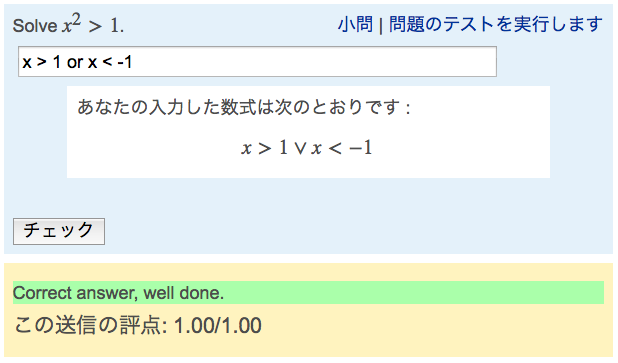 Solve x² > 1.
小問 | 問題のテストを実行します
x > 1 or x < -1
あなたの入力した数式は次のとおりです :
x > 1 ∨ x < −1
チェック
Correct answer, well done.
この送信の評点: 1.00/1.00